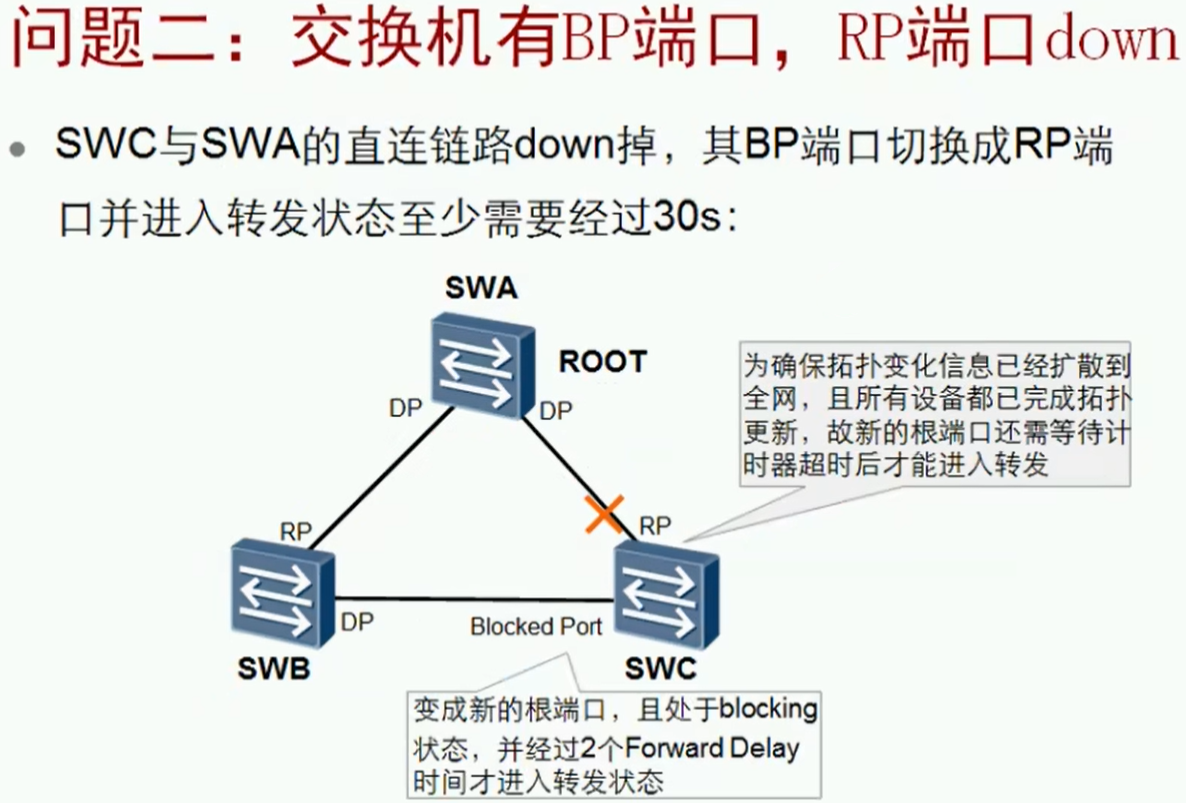 问题二：交换机有BP端口，RP端口down
SWC与SWA的直连链路down掉，其BP端口切换成RP端
口并进入转发状态至少需要经过30s：
SWA
ROOT
DP
DP
为确保拓扑变化信息已经扩散到
全网，且所有设备都已完成拓扑
更新，故新的根端口还需等待计
时器超时后才能进入转发
RP
RP
DP
Blocked Port
SWB
SWC
变成新的根端口，且处于blocking
状态，并经过2个Forward Delay
时间才进入转发状态